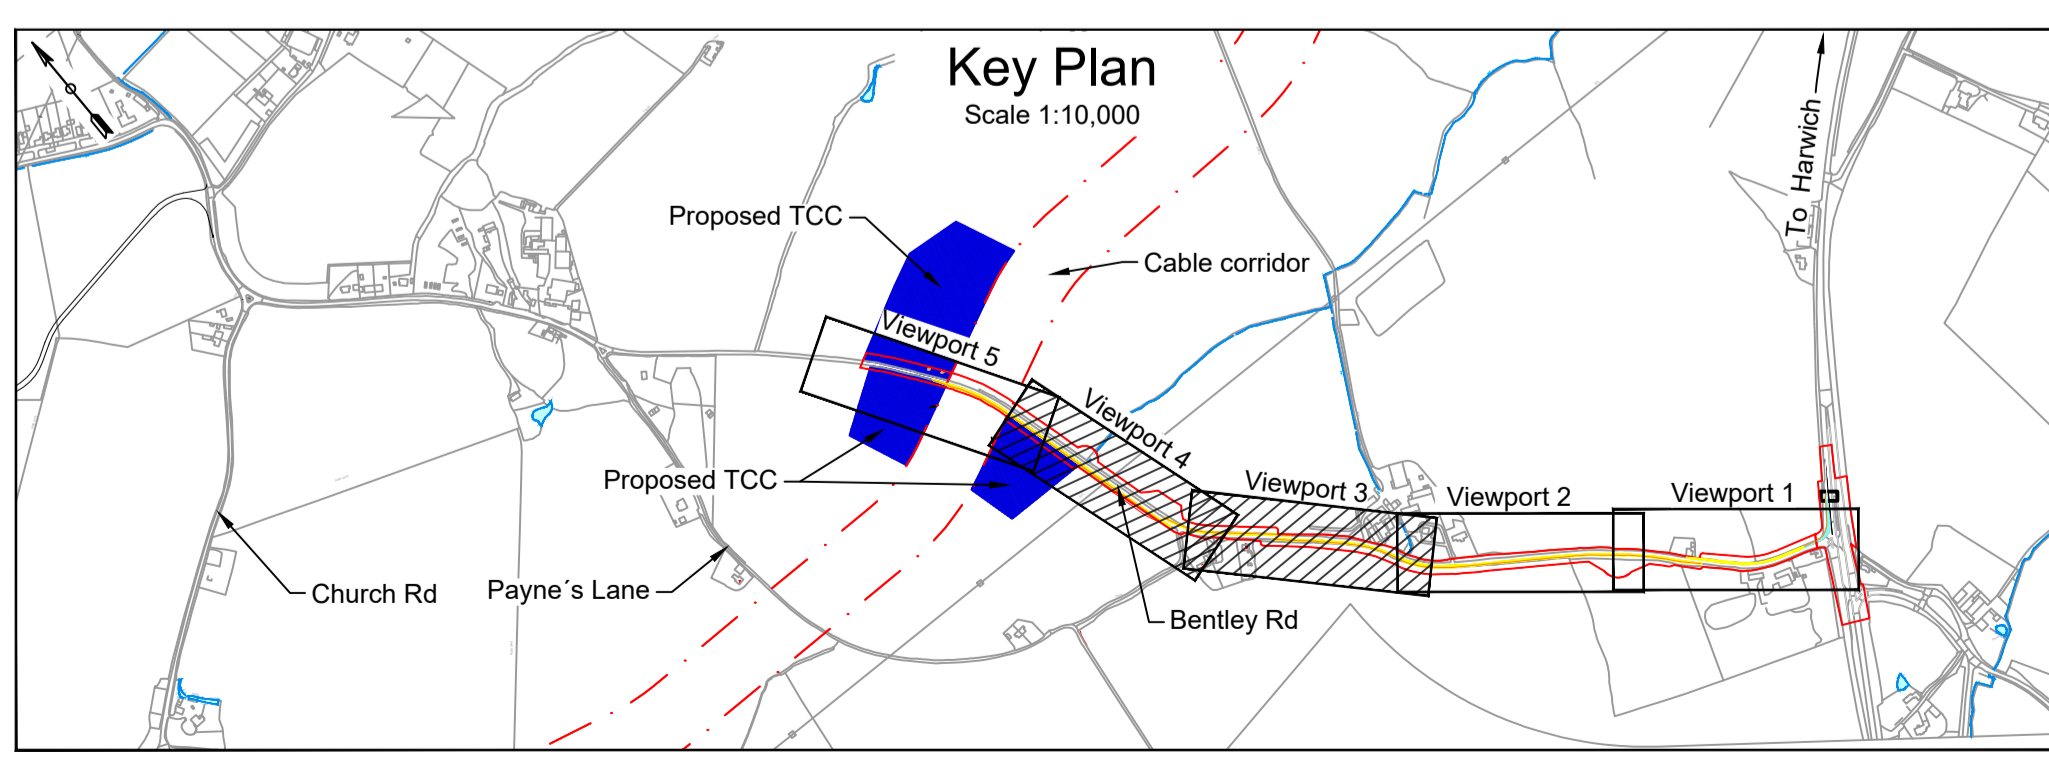 Key Plan
Scale 1:10,000
To Harwich
Proposed TCC
Cable corridor
Viewport 5
Viewport 4
Proposed TCC
Viewport 3
Viewport 2
Viewport 1
Church Rd
Payne´s Lane
Bentley Rd